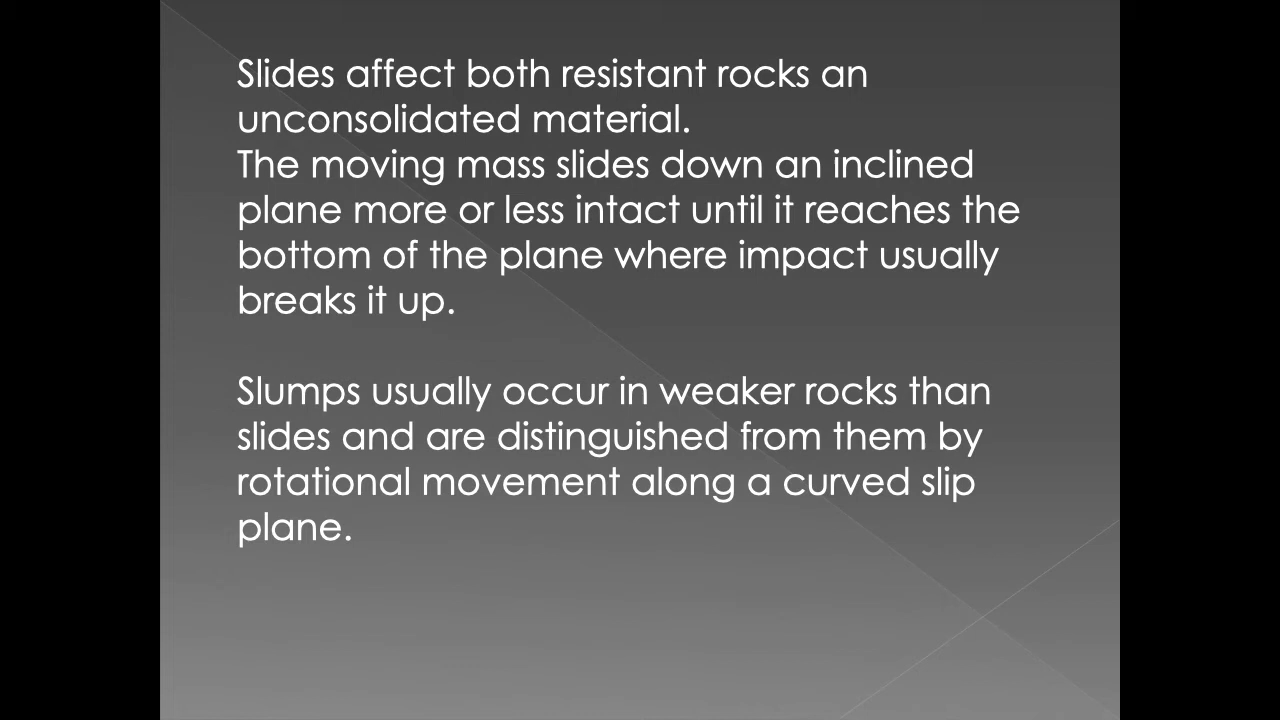 Slides affect both resistant rocks an
unconsolidated material.
The moving mass slides down an inclined
plane more or less intact until it reaches the
bottom of the plane where impact usually
breaks it up.
Slumps usually occur in weaker rocks than
slides and are distinguished from them by
rotational movement along a curved slip
plane.